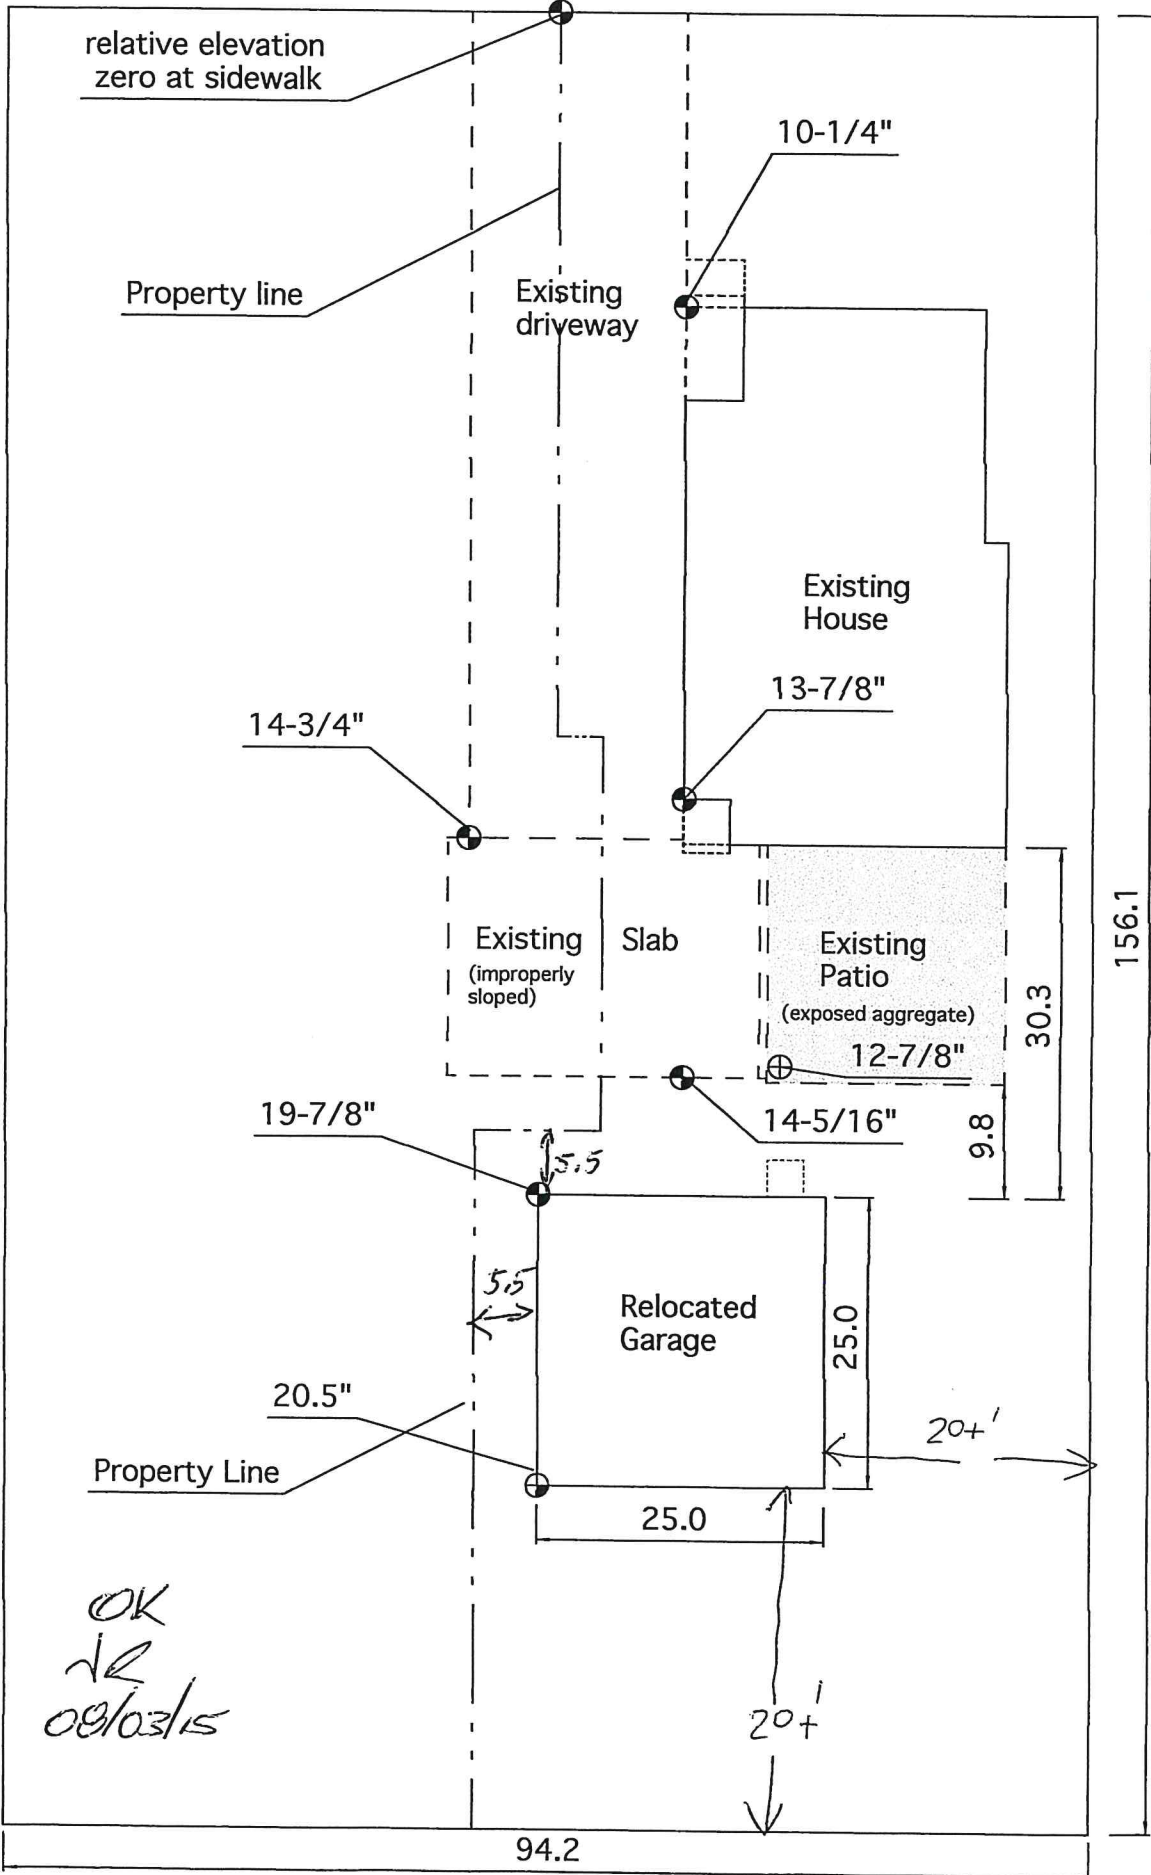 relative elevation
zero at sidewalk
10-1/4"
Property line
Existing
driveway
Existing
House
13-7/8"
14-3/4"
156.1
Existing Slab
(improperly
sloped)
Existing
Patio
(exposed aggregate)
30.3
12-7/8"
19-7/8"
14-5/16"
9.8
5.5
5.5
Relocated
Garage
25.0
20.5"
20+'
Property Line
25.0
OK
JR
08/03/15
20+'
94.2